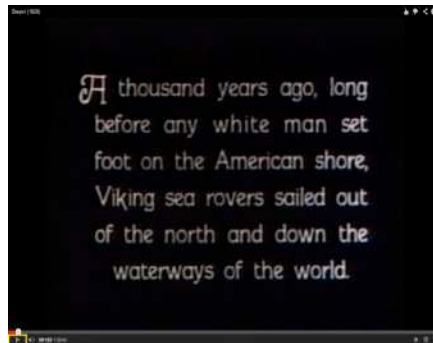 A thousand years ago, long
before any white man set
foot on the American shore,
Viking sea rovers sailed out
of the north and down the
waterways of the world.